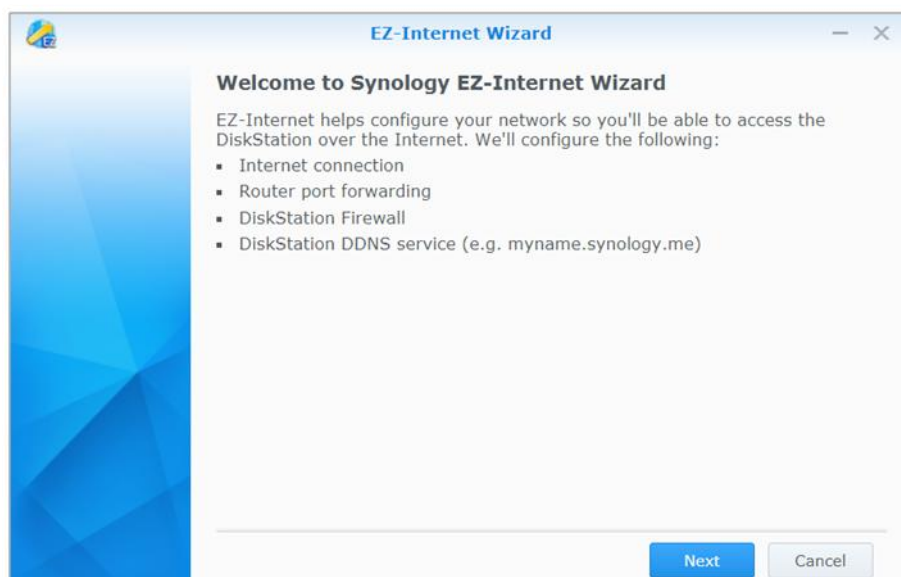 EZ
EZ-Internet Wizard
Welcome to Synology EZ-Internet Wizard
EZ-Internet helps configure your network so you'll be able to access the
DiskStation over the Internet. We'll configure the following:
▪ Internet connection
▪ Router port forwarding
▪ DiskStation Firewall
▪ DiskStation DDNS service (e.g. myname.synology.me)
Next
Cancel